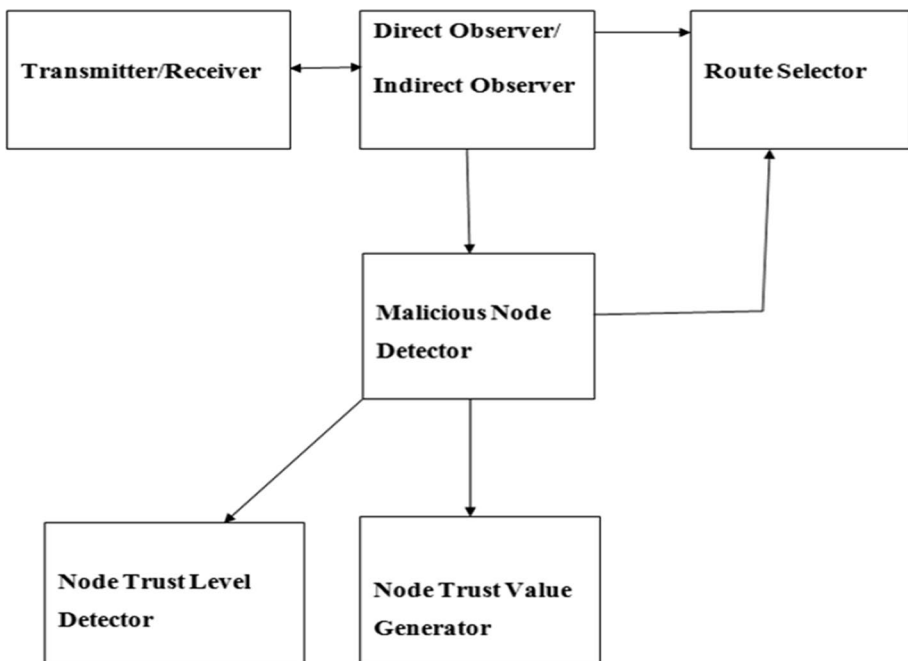 Transmitter/Receiver
Direct Observer/
Indirect Observer
Route Selector
Malicious Node
Detector
Node Trust Level
Detector
Node Trust Value
Generator